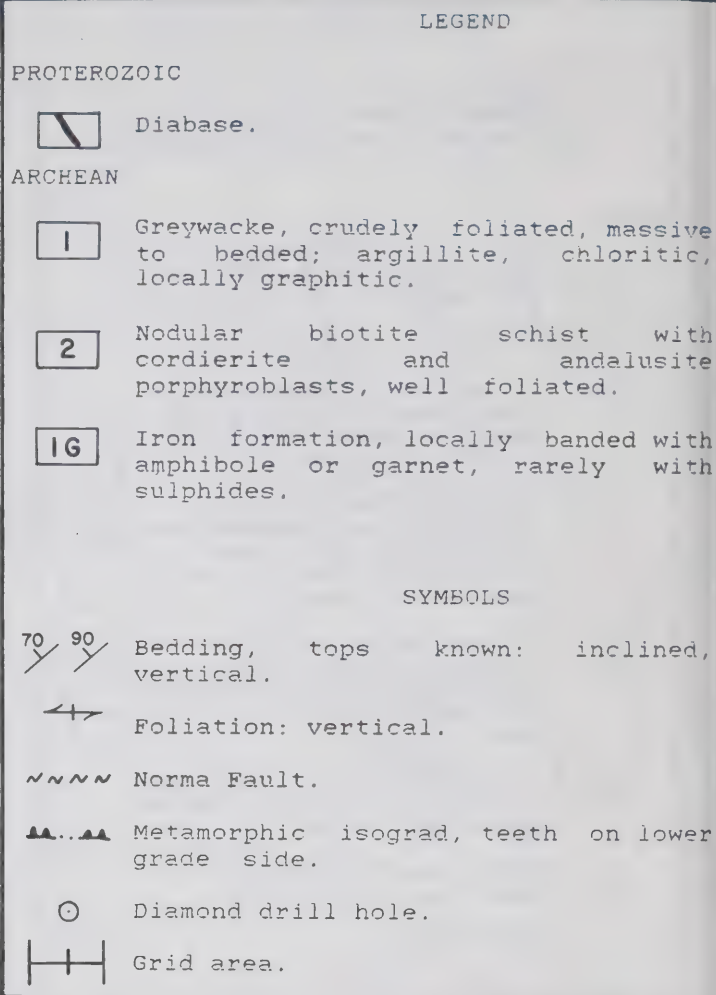 LEGEND
PROTEROZOIC
Diabase.
ARCHEAN
1 Greywacke, crudely foliated, massive
to bedded; argillite, chloritic,
locally graphitic.
2 Nodular biotite schist with
cordierite and andalusite
porphyroblasts, well foliated.
1G Iron formation, locally banded with
amphibole or garnet, rarely with
sulphides.
SYMBOLS
70 90 Bedding, tops known: inclined,
vertical.
Foliation: vertical.
Norma Fault.
Metamorphic isograd, teeth on lower
grade side.
Diamond drill hole.
Grid area.